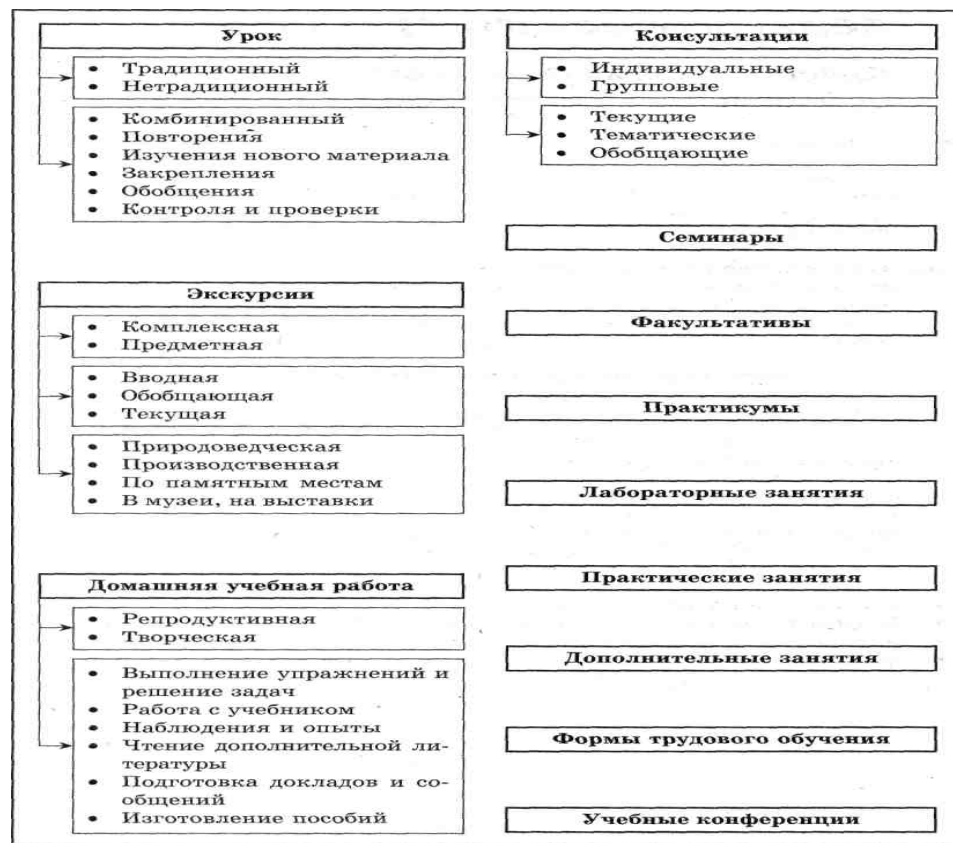 Урок
• Традиционный
• Нетрадиционный
• Комбинированный
• Повторения
• Изучения нового материала
• Закрепления
• Обобщения
• Контроля и проверки
Экскурсии
• Комплексная
• Предметная
• Вводная
• Обобщающая
• Текущая
• Природоведческая
• Производственная
• По памятным местам
• В музеи, на выставки
Домашняя учебная работа
• Репродуктивная
• Творческая
• Выполнение упражнений и
решение задач
• Работа с учебником
• Наблюдения и опыты
• Чтение дополнительной ли-
тературы
• Подготовка докладов и со-
общений
• Изготовление пособий
Консультации
• Индивидуальные
• Групповые
• Текущие
• Тематические
• Обобщающие
Семинары
Факультативы
Практикумы
Лабораторные занятия
Практические занятия
Дополнительные занятия
Формы трудового обучения
Учебные конференции